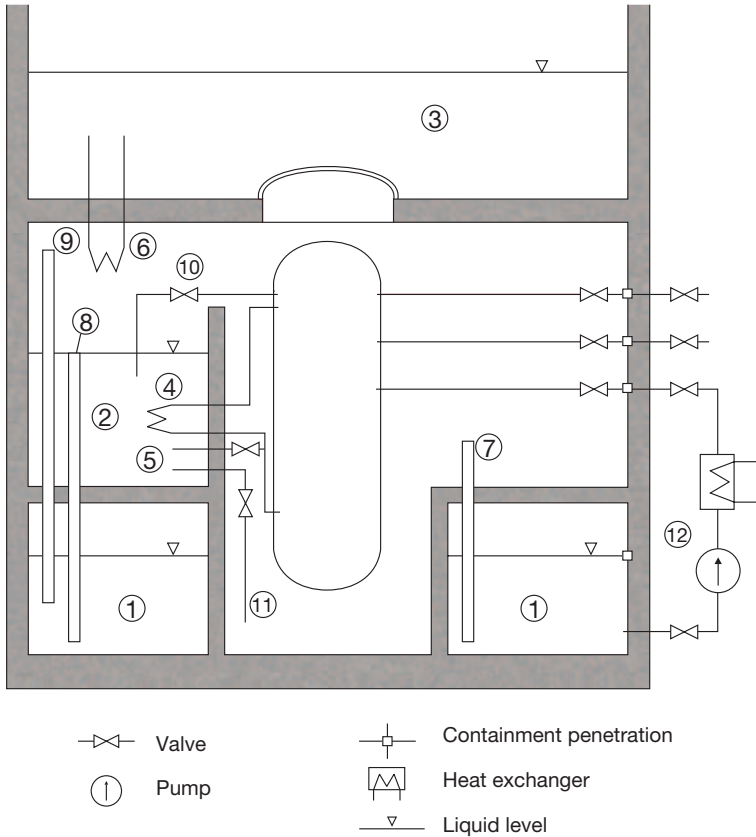 3
9
6
10
8
4
2
5
7
12
1
11
1
Valve
Containment penetration
Pump
Heat exchanger
Liquid level